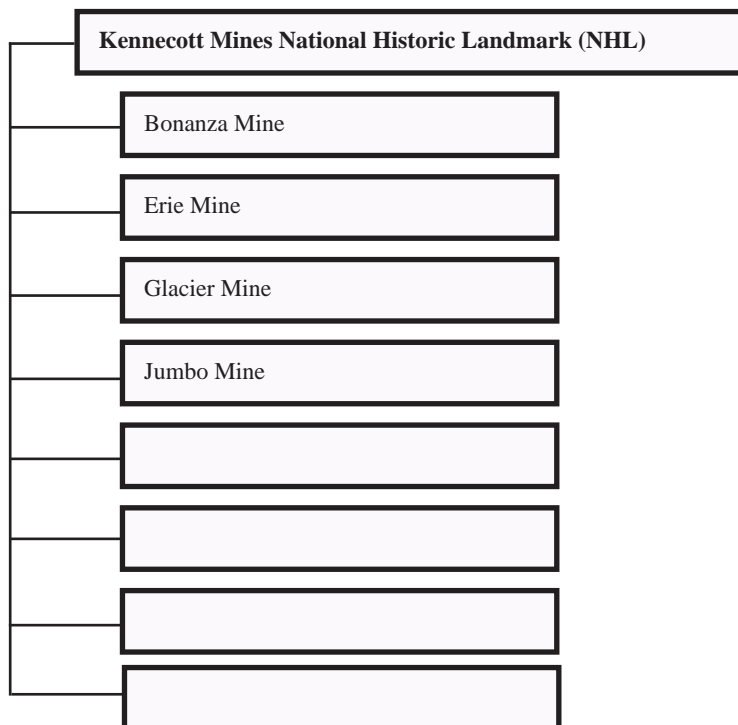 Kennecott Mines National Historic Landmark (NHL)
Bonanza Mine
Erie Mine
Glacier Mine
Jumbo Mine